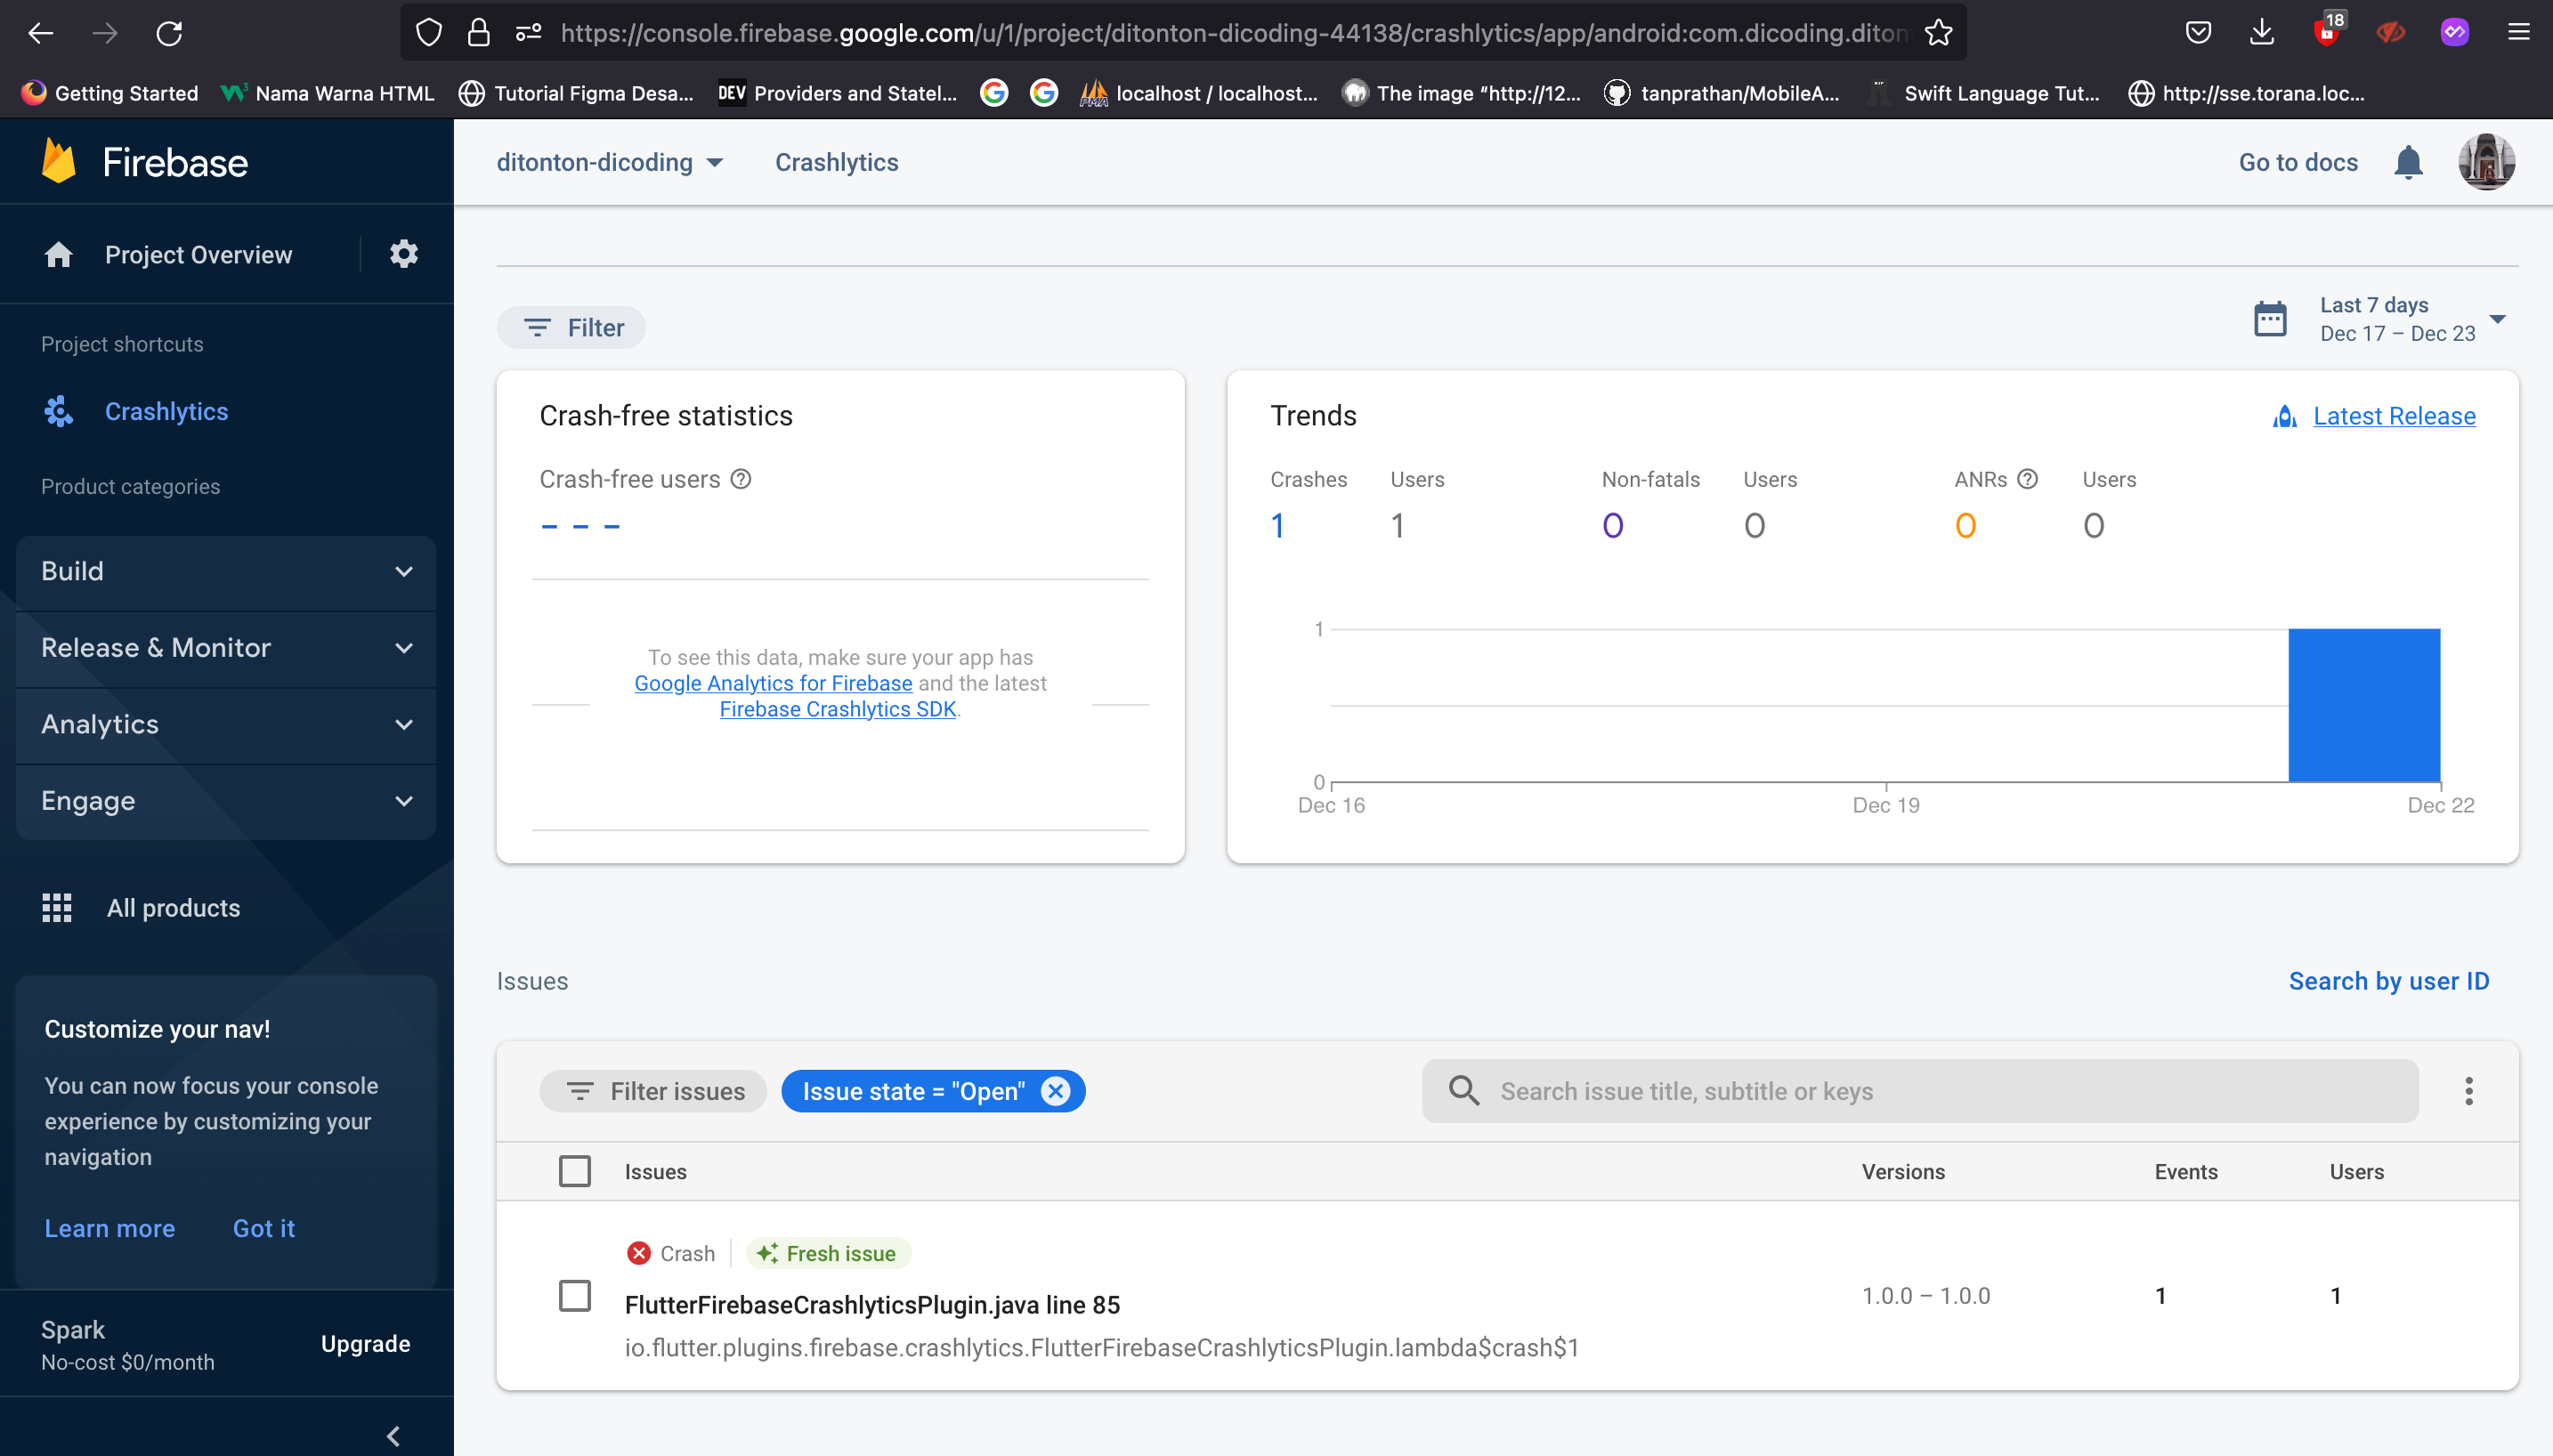 https://console.firebase.google.com/u/1/project/ditonton-dicoding-44138/crashlytics/app/android:com.dicoding.diton
18
Getting Started
W3 Nama Warna HTML
Tutorial Figma Desa...
DEV Providers and Statel...
PMA localhost / localhost...
The image “http://12...
tanprathan/MobileA...
Swift Language Tut...
http://sse.torana.loc...
Firebase
ditonton-dicoding
Crashlytics
Go to docs
Project Overview
Project shortcuts
Crashlytics
Product categories
Build
Release & Monitor
Analytics
Engage
All products
Customize your nav!
You can now focus your console
experience by customizing your
navigation
Learn more
Got it
Spark
No-cost $0/month
Upgrade
Filter
Last 7 days
Dec 17 – Dec 23
Crash-free statistics
Crash-free users
– – –
To see this data, make sure your app has
Google Analytics for Firebase and the latest
Firebase Crashlytics SDK.
Trends
Latest Release
Crashes Users Non-fatals Users ANRs Users
1 1 0 0 0 0
1
0
Dec 16 Dec 19 Dec 22
Issues
Search by user ID
Filter issues
Issue state = "Open"
Search issue title, subtitle or keys
Issues Versions Events Users
Crash
Fresh issue
FlutterFirebaseCrashlyticsPlugin.java line 85
io.flutter.plugins.firebase.crashlytics.FlutterFirebaseCrashlyticsPlugin.lambda$crash$1
1.0.0 – 1.0.0
1
1